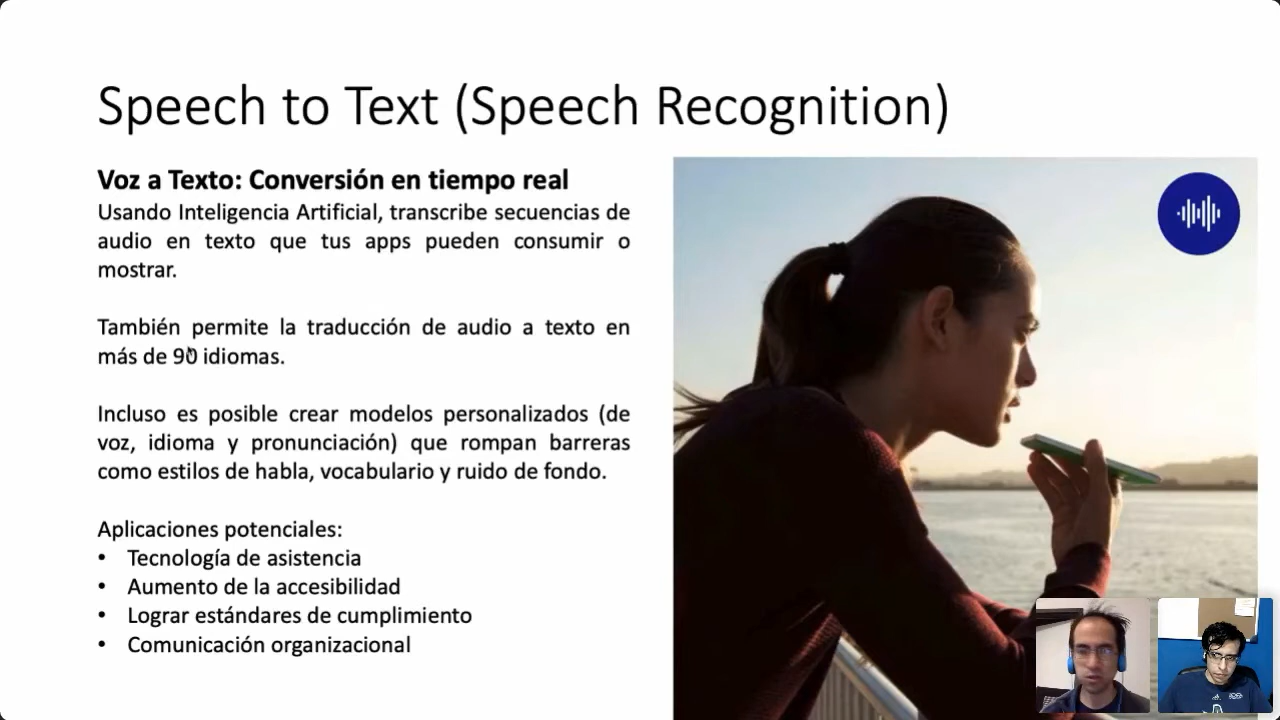 Speech to Text (Speech Recognition)
Voz a Texto: Conversión en tiempo real
Usando Inteligencia Artificial, transcribe secuencias de
audio en texto que tus apps pueden consumir o
mostrar.
También permite la traducción de audio a texto en
más de 90 idiomas.
Incluso es posible crear modelos personalizados (de
voz, idioma y pronunciación) que rompan barreras
como estilos de habla, vocabulario y ruido de fondo.
Aplicaciones potenciales:
• Tecnología de asistencia
• Aumento de la accesibilidad
• Lograr estándares de cumplimiento
• Comunicación organizacional